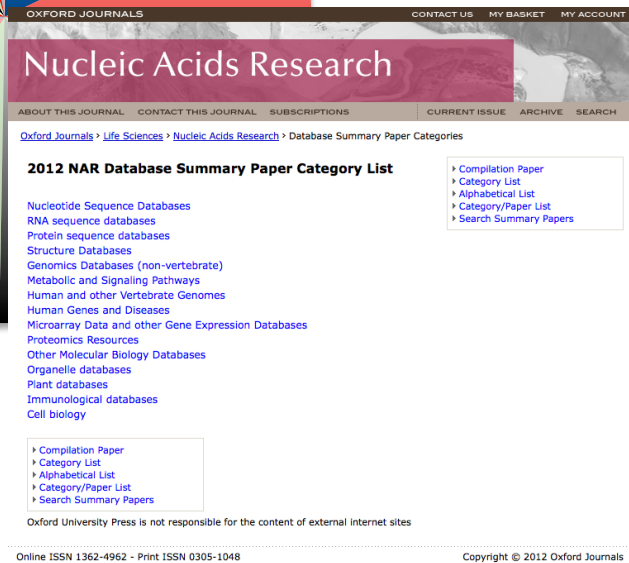 OXFORD JOURNALS
CONTACT US MY BASKET MY ACCOUNT
Nucleic Acids Research
ABOUT THIS JOURNAL CONTACT THIS JOURNAL SUBSCRIPTIONS
CURRENT ISSUE ARCHIVE SEARCH
Oxford Journals > Life Sciences > Nucleic Acids Research > Database Summary Paper Categories
2012 NAR Database Summary Paper Category List
Compilation Paper
Category List
Alphabetical List
Category/Paper List
Search Summary Papers
Nucleotide Sequence Databases
RNA sequence databases
Protein sequence databases
Structure Databases
Genomics Databases (non-vertebrate)
Metabolic and Signaling Pathways
Human and other Vertebrate Genomes
Human Genes and Diseases
Microarray Data and other Gene Expression Databases
Proteomics Resources
Other Molecular Biology Databases
Organelle databases
Plant databases
Immunological databases
Cell biology
Compilation Paper
Category List
Alphabetical List
Category/Paper List
Search Summary Papers
Oxford University Press is not responsible for the content of external internet sites
Online ISSN 1362-4962 - Print ISSN 0305-1048
Copyright © 2012 Oxford Journals